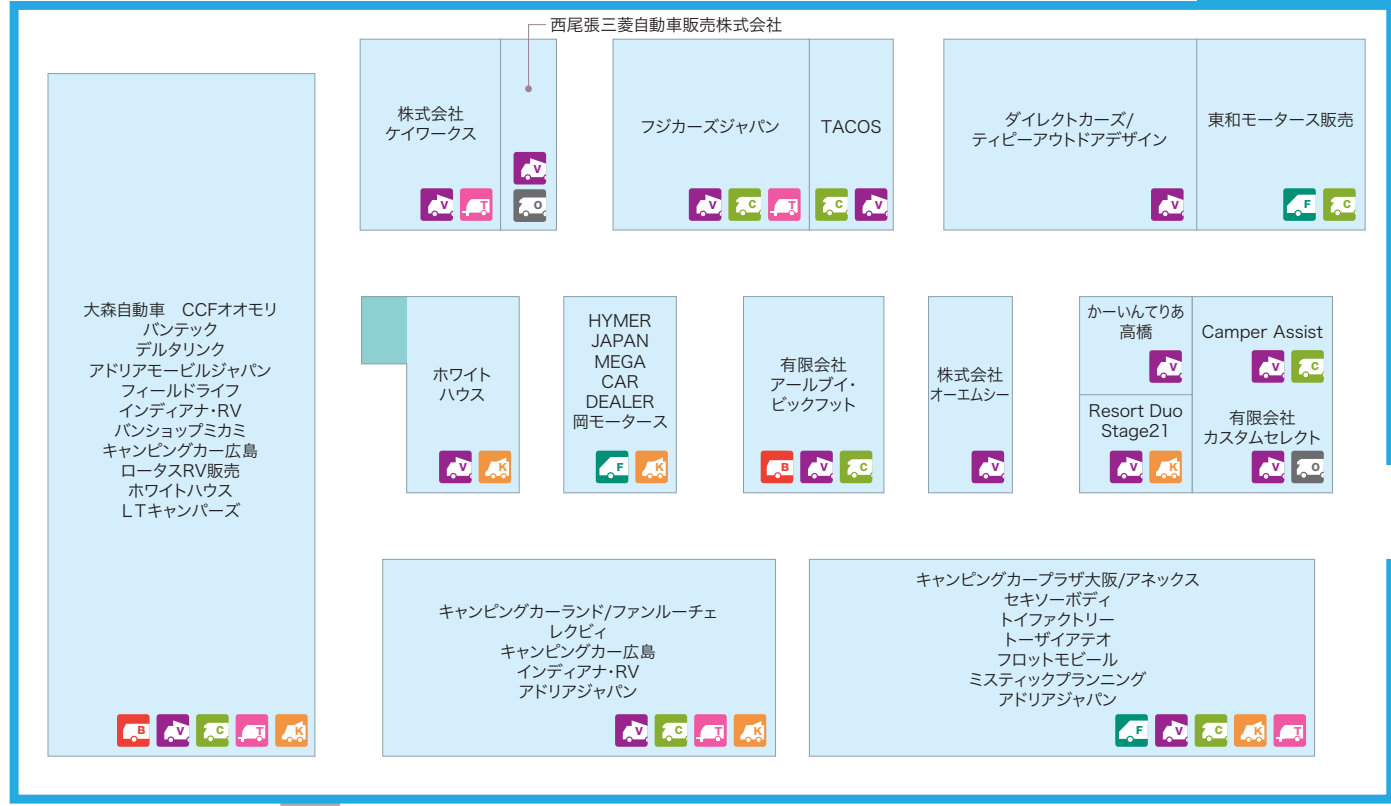 西尾張三菱自動車販売株式会社
株式会社
ケイワークス
V
T
V
O
フジカーズジャパン
V
C
T
TACOS
C
V
ダイレクトカーズ/
ティピーアウトドアデザイン
V
東和モータース販売
F
C
大森自動車　CCFオオモリ
バンテック
デルタリンク
アドリアモービルジャパン
フィールドライフ
インディアナ・RV
バンショップミカミ
キャンピングカー広島
ロータスRV販売
ホワイトハウス
LTキャンパーズ
B
V
C
T
K
ホワイト
ハウス
V
K
HYMER
JAPAN
MEGA
CAR
DEALER
岡モータース
F
K
有限会社
アールブイ・
ビックフット
B
V
C
株式会社
オーエムシー
V
かーいんてりあ
高橋
V
Camper Assist
V
C
Resort Duo
Stage21
V
K
有限会社
カスタムセレクト
V
O
キャンピングカーランド/ファンルーチェ
レクビィ
キャンピングカー広島
インディアナ・RV
アドリアジャパン
V
C
T
K
キャンピングカープラザ大阪/アネックス
セキソーボディ
トイファクトリー
トーザイアテオ
フロットモビール
ミスティックプランニング
アドリアジャパン
F
V
C
K
T